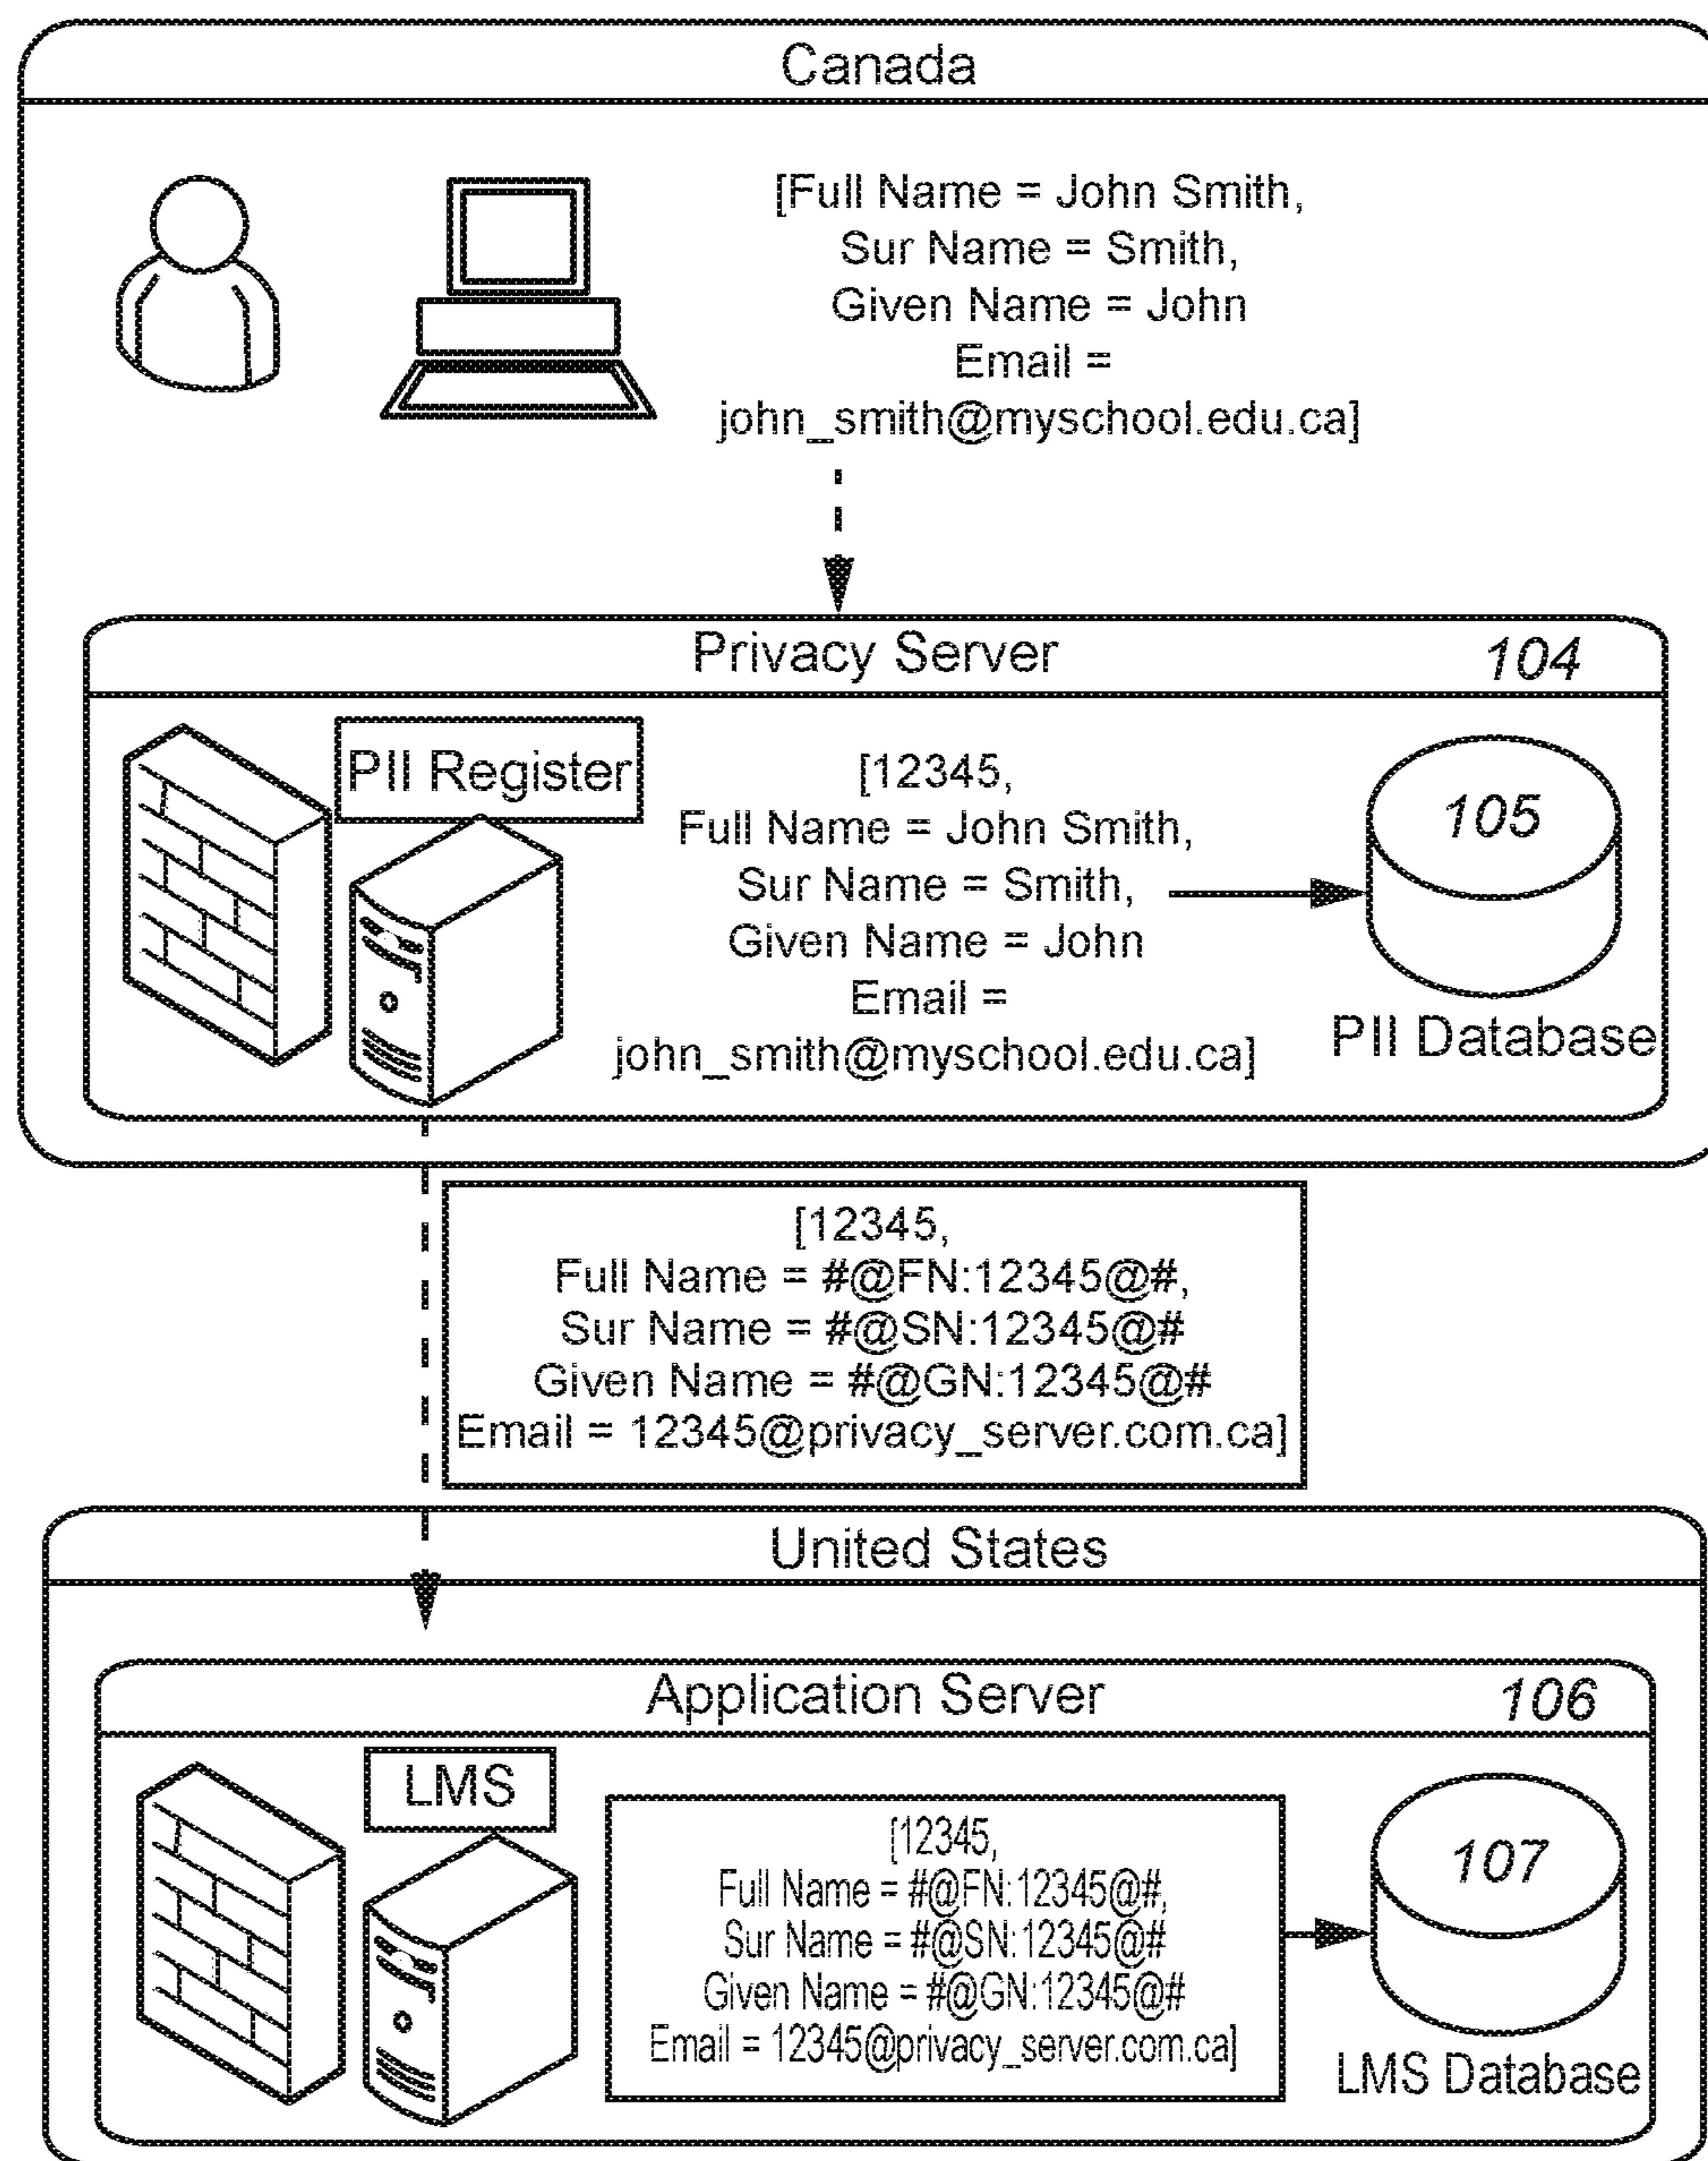 Canada
[Full Name = John Smith,
Sur Name = Smith,
Given Name = John
Email =
john_smith@myschool.edu.ca]
Privacy Server
104
PII Register
[12345,
Full Name = John Smith,
Sur Name = Smith,
Given Name = John
Email =
john_smith@myschool.edu.ca]
105
PII Database
[12345,
Full Name = #@FN:12345@#,
Sur Name = #@SN:12345@#
Given Name = #@GN:12345@#
Email = 12345@privacy_server.com.ca]
United States
Application Server
106
LMS
[12345,
Full Name = #@FN:12345@#,
Sur Name = #@SN:12345@#
Given Name = #@GN:12345@#
Email = 12345@privacy_server.com.ca]
107
LMS Database